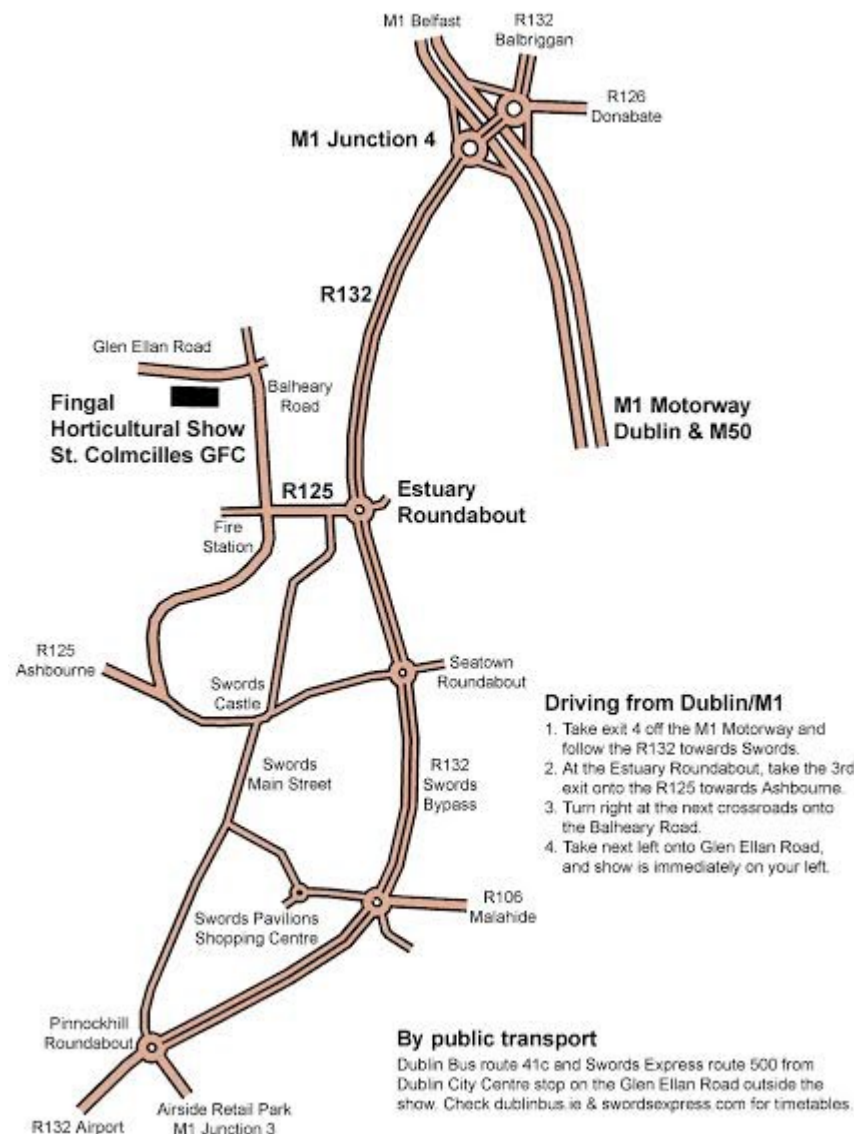 M1 Belfast
R132
Balbriggan
R126
Donabate
M1 Junction 4
R132
Glen Ellan Road
Balheary
Road
Fingal
Horticultural Show
St. Colmcilles GFC
M1 Motorway
Dublin & M50
R125
Estuary
Roundabout
Fire
Station
R125
Ashbourne
Swords
Castle
Seatown
Roundabout
Swords
Main Street
R132
Swords
Bypass
Driving from Dublin/M1
1. Take exit 4 off the M1 Motorway and
follow the R132 towards Swords.
2. At the Estuary Roundabout, take the 3rd
exit onto the R125 towards Ashbourne.
3. Turn right at the next crossroads onto
the Balheary Road.
4. Take next left onto Glen Ellan Road,
and show is immediately on your left.
Swords Pavilions
Shopping Centre
R106
Malahide
Pinnockhill
Roundabout
R132 Airport
Airside Retail Park
M1 Junction 3
By public transport
Dublin Bus route 41c and Swords Express route 500 from
Dublin City Centre stop on the Glen Ellan Road outside the
show. Check dublinbus.ie & swordsexpress.com for timetables.